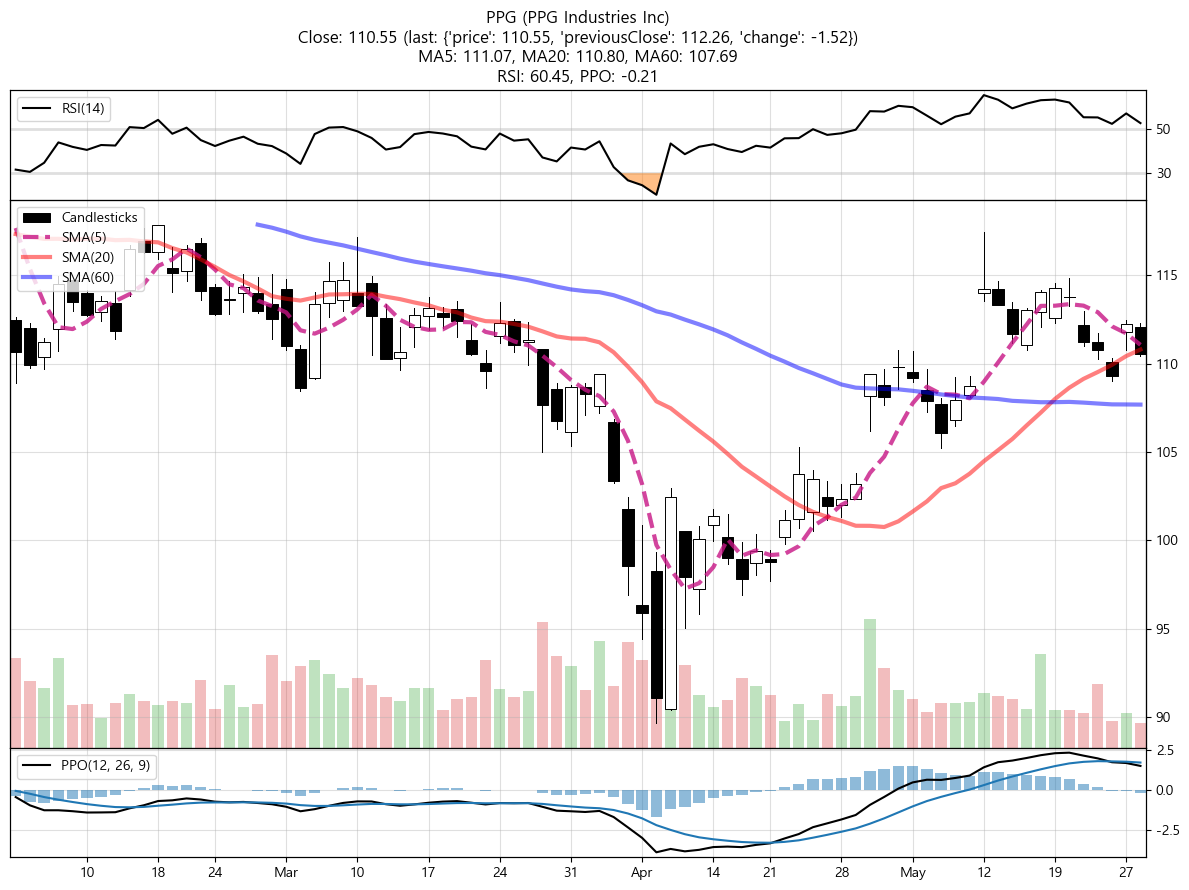 PPG (PPG Industries Inc)
Close: 110.55 (last: {'price': 110.55, 'previousClose': 112.26, 'change': -1.52})
MA5: 111.07, MA20: 110.80, MA60: 107.69
RSI: 60.45, PPO: -0.21
RSI(14)
50
30
Candlesticks
SMA(5)
SMA(20)
SMA(60)
115
110
105
100
95
90
PPO(12, 26, 9)
2.5
0.0
−2.5
10 18 24 Mar 10 17 24 31 Apr 14 21 28 May 12 19 27